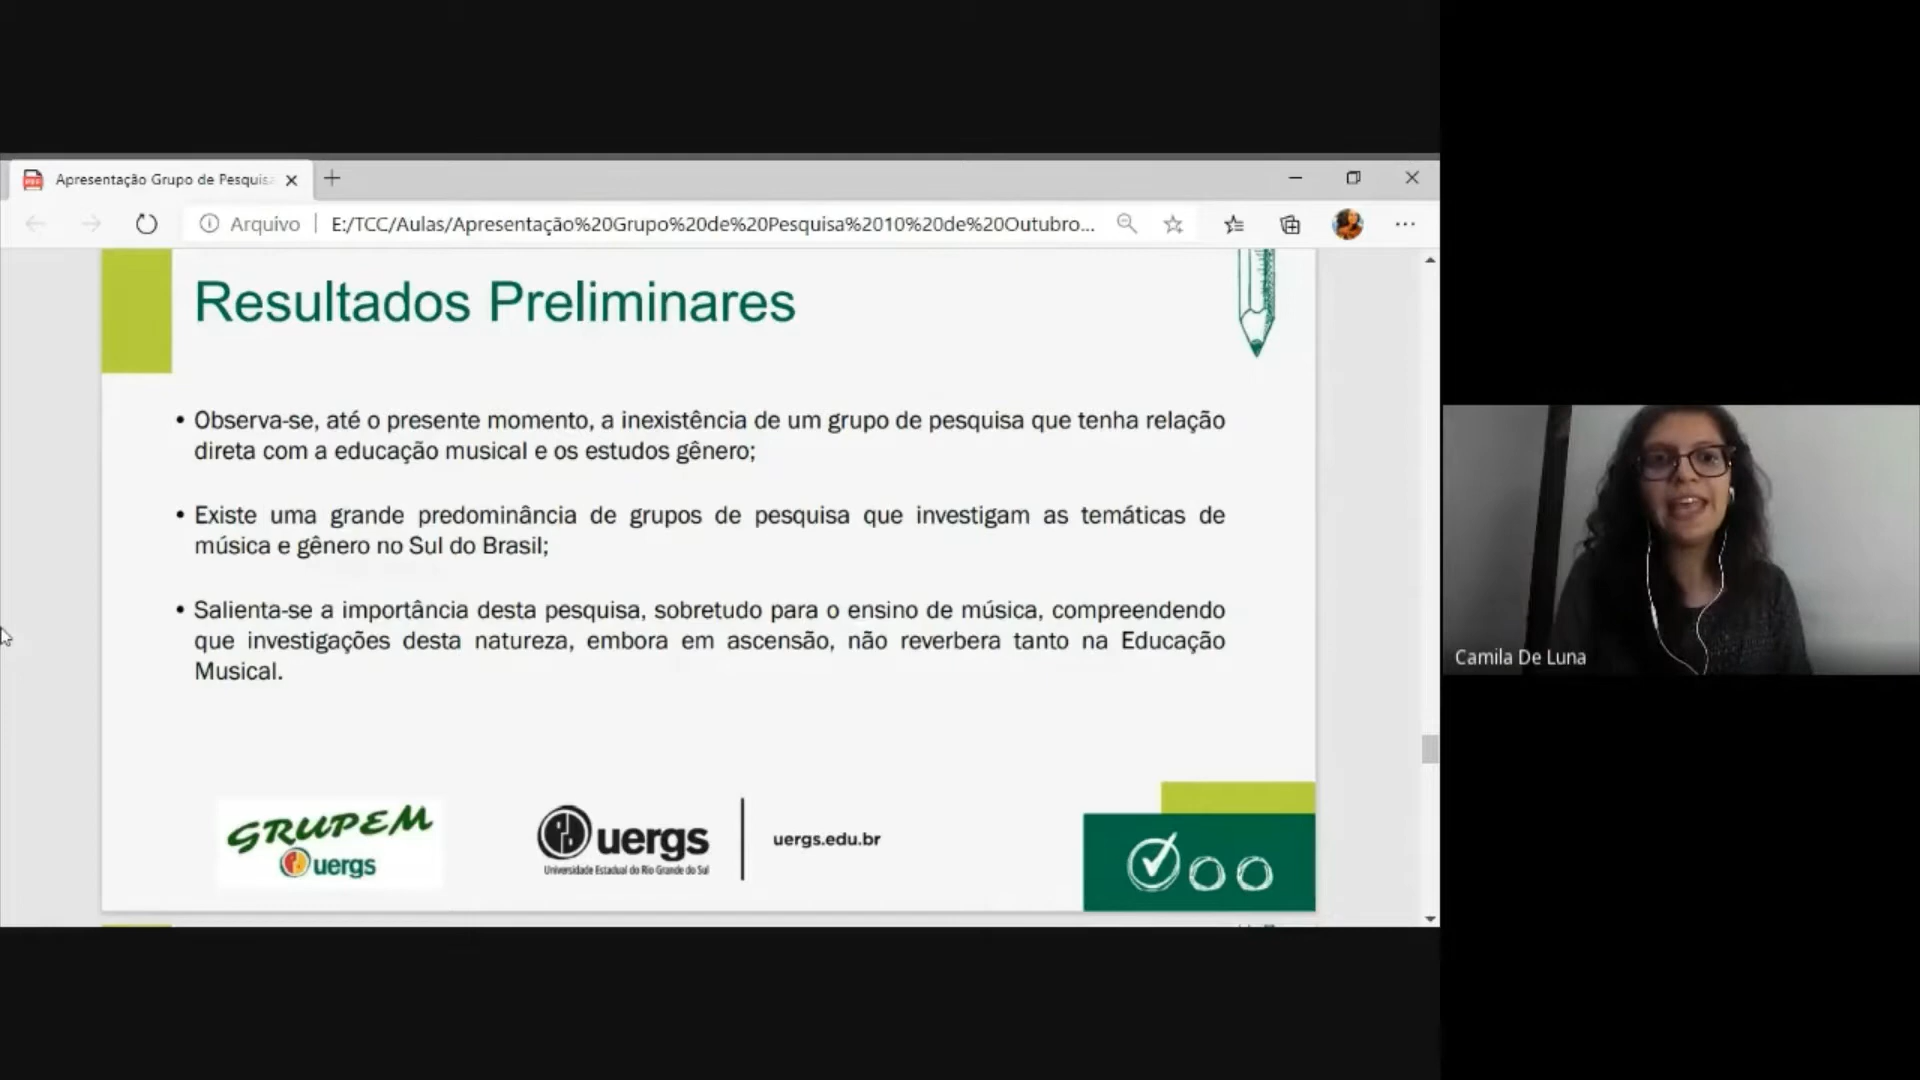 Apresentação Grupo de Pesquis
Arquivo
E:/TCC/Aulas/Apresentação%20Grupo%20de%20Pesquisa%2010%20de%20Outubro...
Resultados Preliminares
• Observa-se, até o presente momento, a inexistência de um grupo de pesquisa que tenha relação
direta com a educação musical e os estudos gênero;
• Existe uma grande predominância de grupos de pesquisa que investigam as temáticas de
música e gênero no Sul do Brasil;
• Salienta-se a importância desta pesquisa, sobretudo para o ensino de música, compreendendo
que investigações desta natureza, embora em ascensão, não reverbera tanto na Educação
Musical.
GRUPEM
uergs
uergs
Universidade Estadual do Rio Grande do Sul
uergs.edu.br
Camila De Luna